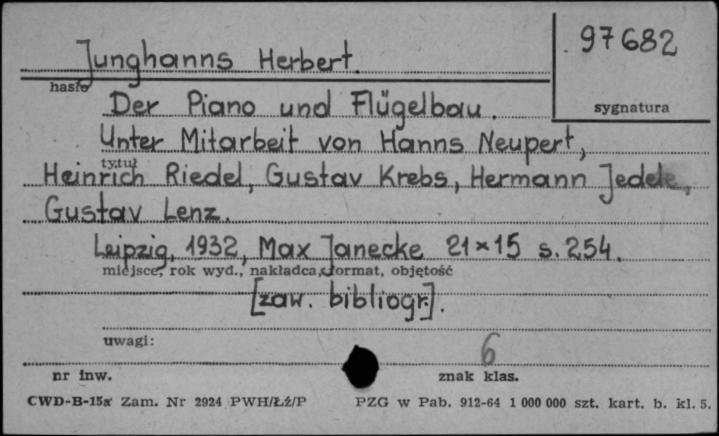 97682
Junghanns Herbert.
hasło
Der Piano und Flügelbau.
sygnatura
Unter Mitarbeit von Hanns Neupert,
tytuł
Heinrich Riedel, Gustav Krebs, Hermann Jedele,
Gustav Lenz.
Leipzig, 1932, Max Janecke 21×15 s. 254.
miejsce, rok wyd., nakładca, format, objętość
[zaw. bibliogr.].
uwagi:
6
nr inw.
znak klas.
CWD-B-15a Zam. Nr 2924 PWH/Łź/P PZG w Pab. 912-64 1 000 000 szt. kart. b. kl. 5.